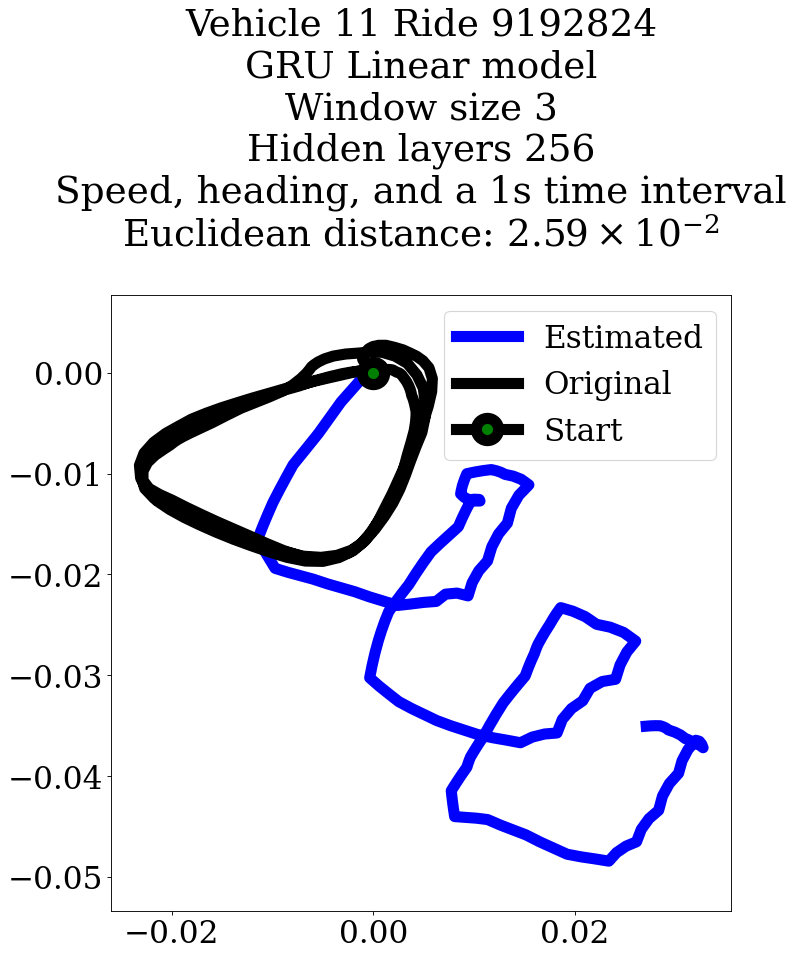 Vehicle 11 Ride 9192824
GRU Linear model
Window size 3
Hidden layers 256
Speed, heading, and a 1s time interval
Euclidean distance: 2.59 × 10⁻²
Estimated
Original
Start
0.00
−0.01
−0.02
−0.03
−0.04
−0.05
−0.02 0.00 0.02